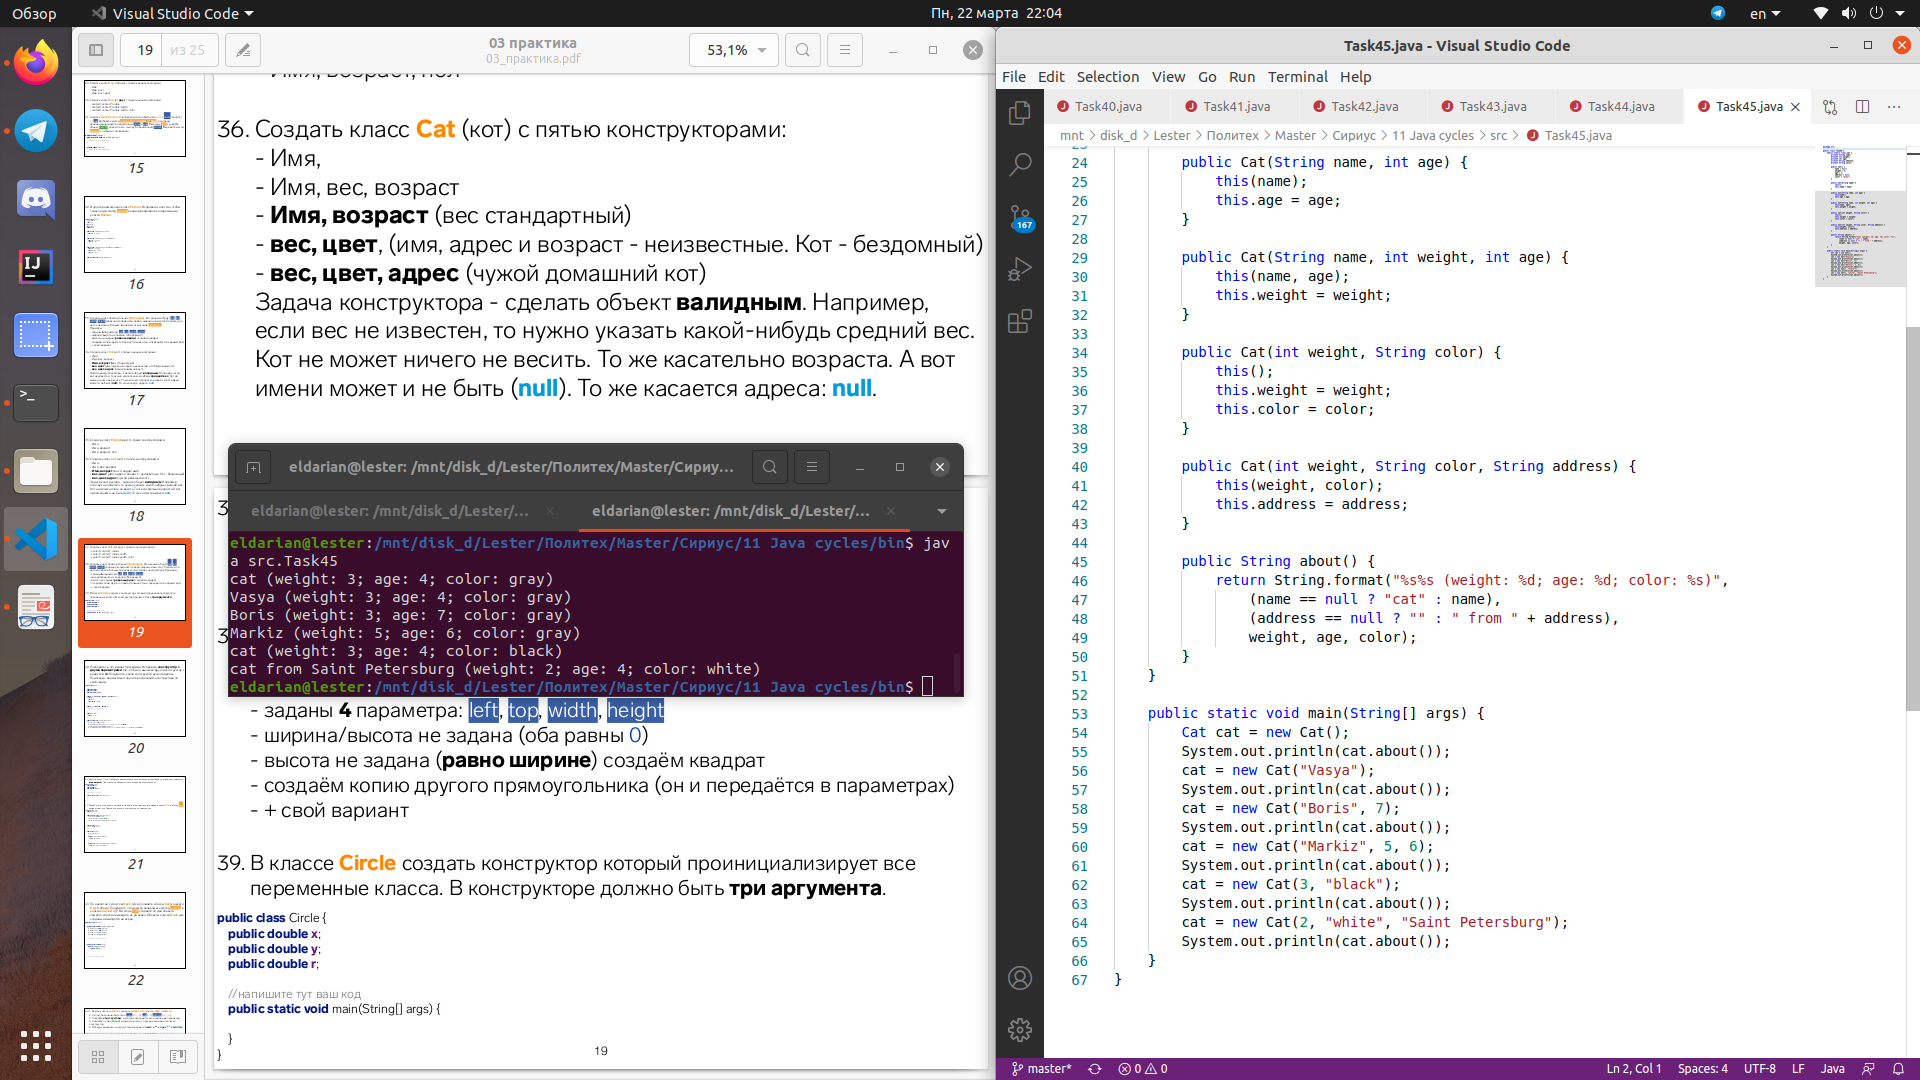 Обзор
Visual Studio Code
Пн, 22 марта 22:04
en
19
из 25
03 практика
03_практика.pdf
53,1%
15
16
17
18
19
20
21
22
36. Создать класс Cat (кот) с пятью конструкторами:
- Имя,
- Имя, вес, возраст
- Имя, возраст (вес стандартный)
- вес, цвет, (имя, адрес и возраст - неизвестные. Кот - бездомный)
- вес, цвет, адрес (чужой домашний кот)
Задача конструктора - сделать объект валидным. Например,
если вес не известен, то нужно указать какой-нибудь средний вес.
Кот не может ничего не весить. То же касательно возраста. А вот
имени может и не быть (null). То же касается адреса: null.
eldarian@lester: /mnt/disk_d/Lester/Политех/Master/Сириу...
eldarian@lester: /mnt/disk_d/Lester/...
eldarian@lester: /mnt/disk_d/Lester/...
eldarian@lester:/mnt/disk_d/Lester/Политех/Master/Сириус/11 Java cycles/bin$ jav
a src.Task45
cat (weight: 3; age: 4; color: gray)
Vasya (weight: 3; age: 4; color: gray)
Boris (weight: 3; age: 7; color: gray)
Markiz (weight: 5; age: 6; color: gray)
cat (weight: 3; age: 4; color: black)
cat from Saint Petersburg (weight: 2; age: 4; color: white)
eldarian@lester:/mnt/disk_d/Lester/Политех/Master/Сириус/11 Java cycles/bin$
- заданы 4 параметра: left, top, width, height
- ширина/высота не задана (оба равны 0)
- высота не задана (равно ширине) создаём квадрат
- создаём копию другого прямоугольника (он и передаётся в параметрах)
- + свой вариант
39. В классе Circle создать конструктор который проинициализирует все
переменные класса. В конструкторе должно быть три аргумента.
public class Circle {
public double x;
public double y;
public double r;
//напишите тут ваш код
public static void main(String[] args) {
}
}
19
Task45.java - Visual Studio Code
File Edit Selection View Go Run Terminal Help
167
Task40.java
Task41.java
Task42.java
Task43.java
Task44.java
Task45.java
mnt > disk_d > Lester > Политех > Master > Сириус > 11 Java cycles > src > Task45.java
24 public Cat(String name, int age) {
25 this(name);
26 this.age = age;
27 }
28
29 public Cat(String name, int weight, int age) {
30 this(name, age);
31 this.weight = weight;
32 }
33
34 public Cat(int weight, String color) {
35 this();
36 this.weight = weight;
37 this.color = color;
38 }
39
40 public Cat(int weight, String color, String address) {
41 this(weight, color);
42 this.address = address;
43 }
44
45 public String about() {
46 return String.format("%s%s (weight: %d; age: %d; color: %s)",
47 (name == null ? "cat" : name),
48 (address == null ? "" : " from " + address),
49 weight, age, color);
50 }
51 }
52
53 public static void main(String[] args) {
54 Cat cat = new Cat();
55 System.out.println(cat.about());
56 cat = new Cat("Vasya");
57 System.out.println(cat.about());
58 cat = new Cat("Boris", 7);
59 System.out.println(cat.about());
60 cat = new Cat("Markiz", 5, 6);
61 System.out.println(cat.about());
62 cat = new Cat(3, "black");
63 System.out.println(cat.about());
64 cat = new Cat(2, "white", "Saint Petersburg");
65 System.out.println(cat.about());
66 }
67 }
master*
0
0
Ln 2, Col 1
Spaces: 4
UTF-8
LF
Java